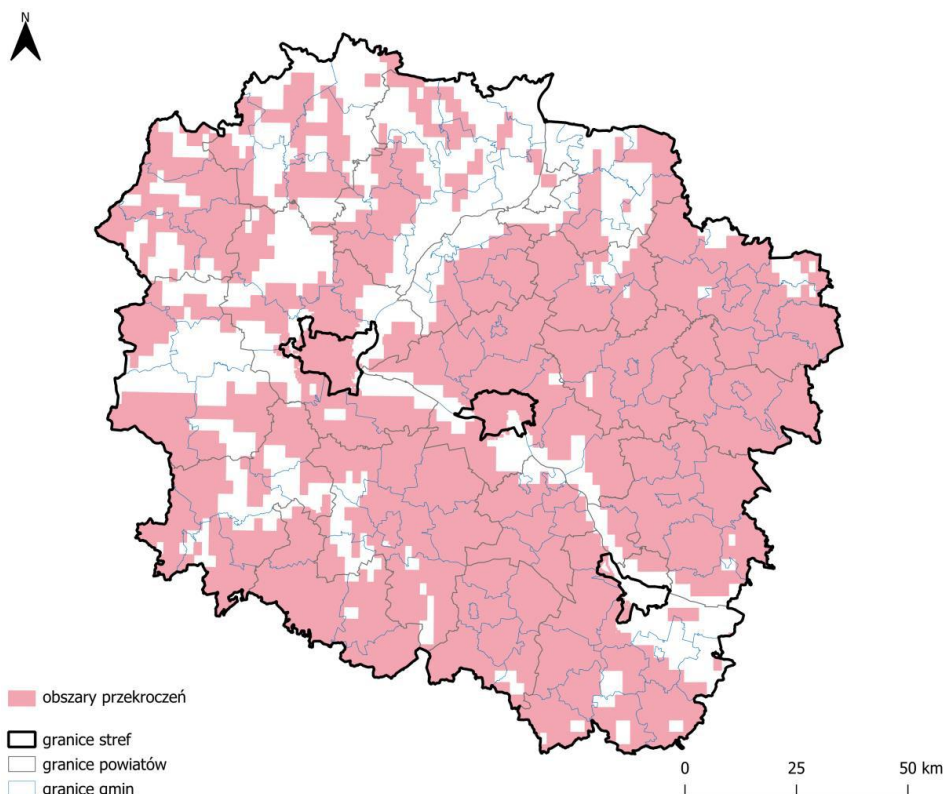 N
obszary przekroczeń
granice stref
granice powiatów
granice gmin
0 25 50 km